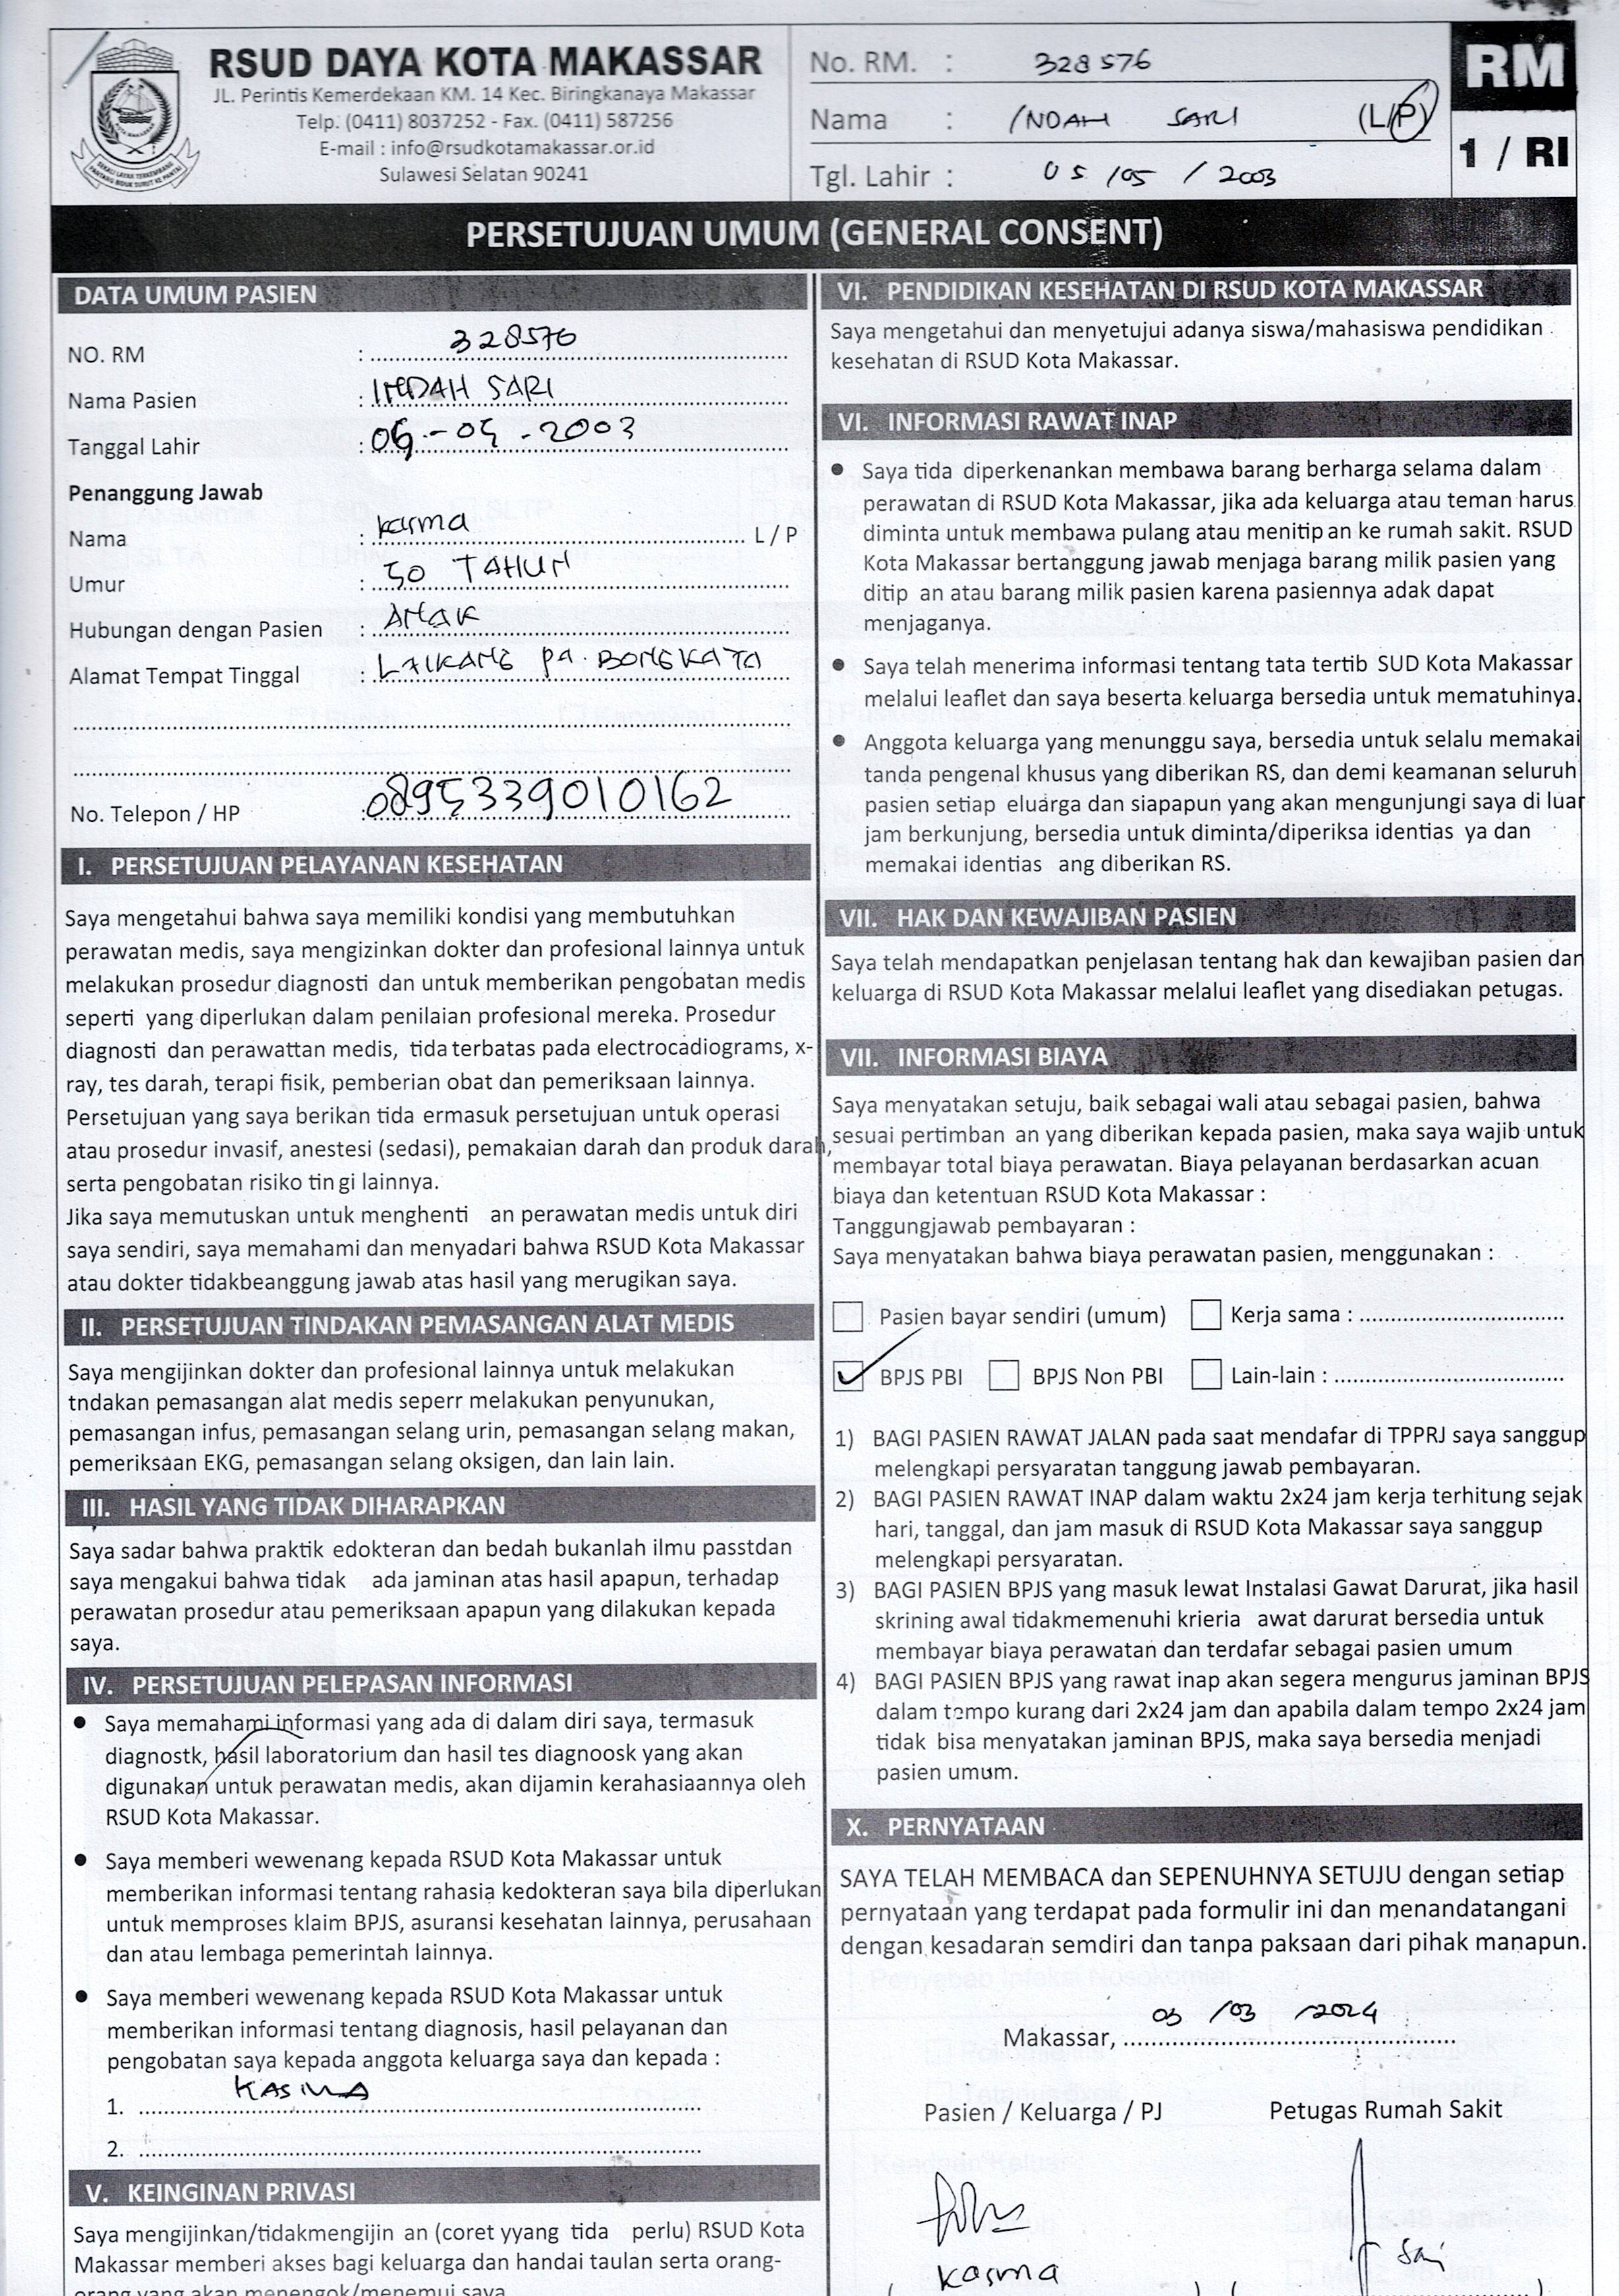 RSUD DAYA KOTA MAKASSAR
JL. Perintis Kemerdekaan KM. 14 Kec. Biringkanaya Makassar
Telp. (0411) 8037252 - Fax. (0411) 587256
E-mail : info@rsudkotamakassar.or.id
Sulawesi Selatan 90241
No. RM. : 328576
Nama : INDAH SARI (L/P)
Tgl. Lahir : 05 /05 / 2003
RM
1 / RI
PERSETUJUAN UMUM (GENERAL CONSENT)
DATA UMUM PASIEN
NO. RM : 328576
Nama Pasien : INDAH SARI
Tanggal Lahir : 05-05-2003
Penanggung Jawab
Nama : karma L / P
Umur : 50 TAHUN
Hubungan dengan Pasien : ANAK
Alamat Tempat Tinggal : LAIKANG
No. Telepon / HP : 0895339010162
I. PERSETUJUAN PELAYANAN KESEHATAN
Saya mengetahui bahwa saya memiliki kondisi yang membutuhkan
perawatan medis, saya mengizinkan dokter dan profesional lainnya untuk
melakukan prosedur diagnosti dan untuk memberikan pengobatan medis
seperti yang diperlukan dalam penilaian profesional mereka. Prosedur
diagnosti dan perawattan medis, tida terbatas pada electrocadiograms, x-
ray, tes darah, terapi fisik, pemberian obat dan pemeriksaan lainnya.
Persetujuan yang saya berikan tida ermasuk persetujuan untuk operasi
atau prosedur invasif, anestesi (sedasi), pemakaian darah dan produk darah,
serta pengobatan risiko tin gi lainnya.
Jika saya memutuskan untuk menghenti an perawatan medis untuk diri
saya sendiri, saya memahami dan menyadari bahwa RSUD Kota Makassar
atau dokter tidakbeanggung jawab atas hasil yang merugikan saya.
II. PERSETUJUAN TINDAKAN PEMASANGAN ALAT MEDIS
Saya mengijinkan dokter dan profesional lainnya untuk melakukan
tndakan pemasangan alat medis seperr melakukan penyunukan,
pemasangan infus, pemasangan selang urin, pemasangan selang makan,
pemeriksaan EKG, pemasangan selang oksigen, dan lain lain.
III. HASIL YANG TIDAK DIHARAPKAN
Saya sadar bahwa praktik edokteran dan bedah bukanlah ilmu passtdan
saya mengakui bahwa tidak ada jaminan atas hasil apapun, terhadap
perawatan prosedur atau pemeriksaan apapun yang dilakukan kepada
saya.
IV. PERSETUJUAN PELEPASAN INFORMASI
● Saya memahami informasi yang ada di dalam diri saya, termasuk
diagnostk, hasil laboratorium dan hasil tes diagnoosk yang akan
digunakan untuk perawatan medis, akan dijamin kerahasiaannya oleh
RSUD Kota Makassar.
● Saya memberi wewenang kepada RSUD Kota Makassar untuk
memberikan informasi tentang rahasia kedokteran saya bila diperlukan
untuk memproses klaim BPJS, asuransi kesehatan lainnya, perusahaan
dan atau lembaga pemerintah lainnya.
● Saya memberi wewenang kepada RSUD Kota Makassar untuk
memberikan informasi tentang diagnosis, hasil pelayanan dan
pengobatan saya kepada anggota keluarga saya dan kepada :
1. KASMA
2.
V. KEINGINAN PRIVASI
Saya mengijinkan/tidakmengijin an (coret yyang tida perlu) RSUD Kota
Makassar memberi akses bagi keluarga dan handai taulan serta orang-
orang yang akan menengok/menemui saya
VI. PENDIDIKAN KESEHATAN DI RSUD KOTA MAKASSAR
Saya mengetahui dan menyetujui adanya siswa/mahasiswa pendidikan
kesehatan di RSUD Kota Makassar.
VI. INFORMASI RAWAT INAP
● Saya tida diperkenankan membawa barang berharga selama dalam
perawatan di RSUD Kota Makassar, jika ada keluarga atau teman harus
diminta untuk membawa pulang atau menitip an ke rumah sakit. RSUD
Kota Makassar bertanggung jawab menjaga barang milik pasien yang
ditip an atau barang milik pasien karena pasiennya adak dapat
menjaganya.
● Saya telah menerima informasi tentang tata tertib SUD Kota Makassar
melalui leaflet dan saya beserta keluarga bersedia untuk mematuhinya.
● Anggota keluarga yang menunggu saya, bersedia untuk selalu memakai
tanda pengenal khusus yang diberikan RS, dan demi keamanan seluruh
pasien setiap eluarga dan siapapun yang akan mengunjungi saya di luar
jam berkunjung, bersedia untuk diminta/diperiksa identias ya dan
memakai identias ang diberikan RS.
VII. HAK DAN KEWAJIBAN PASIEN
Saya telah mendapatkan penjelasan tentang hak dan kewajiban pasien dan
keluarga di RSUD Kota Makassar melalui leaflet yang disediakan petugas.
VII. INFORMASI BIAYA
Saya menyatakan setuju, baik sebagai wali atau sebagai pasien, bahwa
sesuai pertimban an yang diberikan kepada pasien, maka saya wajib untuk
membayar total biaya perawatan. Biaya pelayanan berdasarkan acuan
biaya dan ketentuan RSUD Kota Makassar :
Tanggungjawab pembayaran :
Saya menyatakan bahwa biaya perawatan pasien, menggunakan :
Pasien bayar sendiri (umum) Kerja sama :
BPJS PBI BPJS Non PBI Lain-lain :
1) BAGI PASIEN RAWAT JALAN pada saat mendafar di TPPRJ saya sanggup
melengkapi persyaratan tanggung jawab pembayaran.
2) BAGI PASIEN RAWAT INAP dalam waktu 2x24 jam kerja terhitung sejak
hari, tanggal, dan jam masuk di RSUD Kota Makassar saya sanggup
melengkapi persyaratan.
3) BAGI PASIEN BPJS yang masuk lewat Instalasi Gawat Darurat, jika hasil
skrining awal tidakmemenuhi krieria awat darurat bersedia untuk
membayar biaya perawatan dan terdafar sebagai pasien umum
4) BAGI PASIEN BPJS yang rawat inap akan segera mengurus jaminan BPJS
dalam tempo kurang dari 2x24 jam dan apabila dalam tempo 2x24 jam
tidak bisa menyatakan jaminan BPJS, maka saya bersedia menjadi
pasien umum.
X. PERNYATAAN
SAYA TELAH MEMBACA dan SEPENUHNYA SETUJU dengan setiap
pernyataan yang terdapat pada formulir ini dan menandatangani
dengan kesadaran semdiri dan tanpa paksaan dari pihak manapun.
Makassar, 03 /03 /2024
Pasien / Keluarga / PJ Petugas Rumah Sakit
Kasma